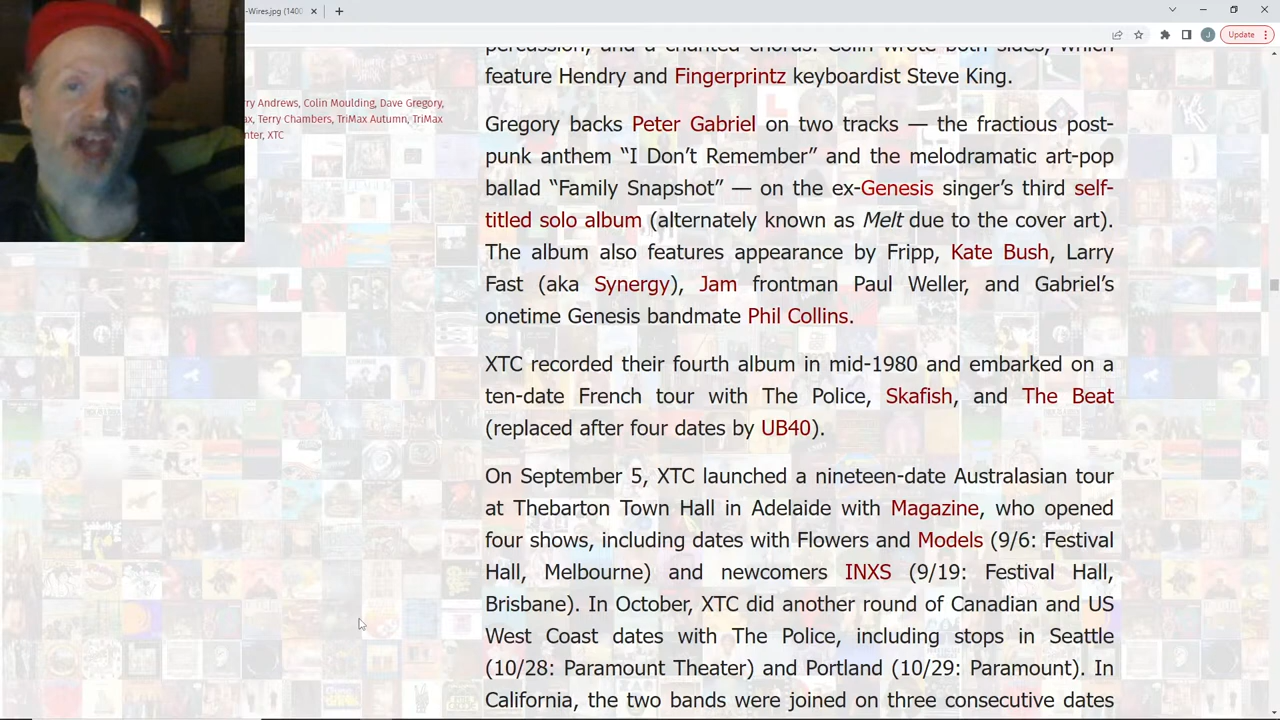 -Wires.jpg (140(
Update
J
percussion, and a chanted chorus. Colin wrote both sides, which
feature Hendry and Fingerprintz keyboardist Steve King.
ry Andrews, Colin Moulding, Dave Gregory,
ax, Terry Chambers, TriMax Autumn, TriMax
nter, XTC
Gregory backs Peter Gabriel on two tracks — the fractious post-
punk anthem “I Don’t Remember” and the melodramatic art-pop
ballad “Family Snapshot” — on the ex-Genesis singer’s third self-
titled solo album (alternately known as Melt due to the cover art).
The album also features appearance by Fripp, Kate Bush, Larry
Fast (aka Synergy), Jam frontman Paul Weller, and Gabriel’s
onetime Genesis bandmate Phil Collins.
XTC recorded their fourth album in mid-1980 and embarked on a
ten-date French tour with The Police, Skafish, and The Beat
(replaced after four dates by UB40).
On September 5, XTC launched a nineteen-date Australasian tour
at Thebarton Town Hall in Adelaide with Magazine, who opened
four shows, including dates with Flowers and Models (9/6: Festival
Hall, Melbourne) and newcomers INXS (9/19: Festival Hall,
Brisbane). In October, XTC did another round of Canadian and US
West Coast dates with The Police, including stops in Seattle
(10/28: Paramount Theater) and Portland (10/29: Paramount). In
California, the two bands were joined on three consecutive dates